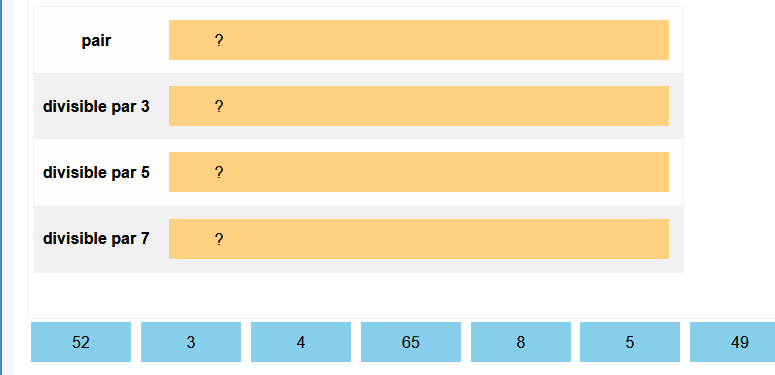 pair ?
divisible par 3 ?
divisible par 5 ?
divisible par 7 ?
52 3 4 65 8 5 49